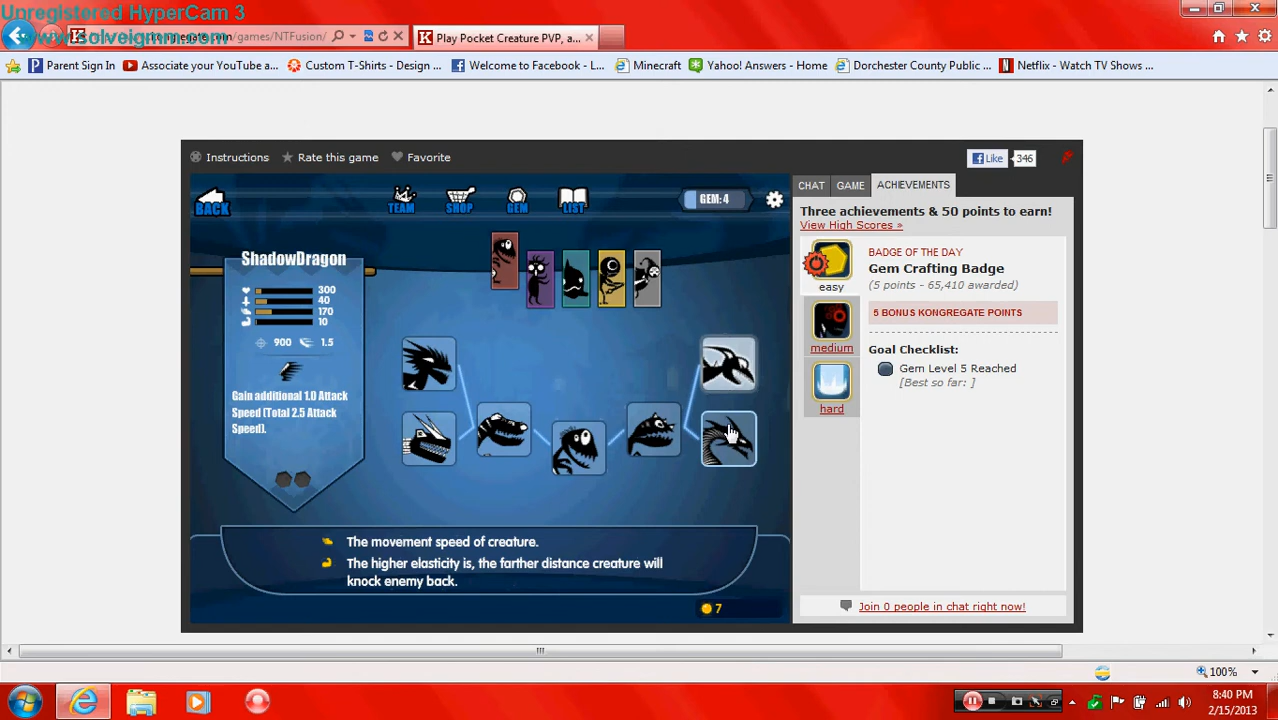 Unregistered HyperCam 3
www.solveigmm.com
/games/NTFusion/
Play Pocket Creature PVP, a...
Parent Sign In
Associate your YouTube a...
Custom T-Shirts - Design ...
Welcome to Facebook - L...
Minecraft
Yahoo! Answers - Home
Dorchester County Public ...
Netflix - Watch TV Shows ...
Instructions
Rate this game
Favorite
Like
346
BACK
TEAM
SHOP
GEM
LIST
GEM: 4
CHAT
GAME
ACHIEVEMENTS
Three achievements & 50 points to earn!
View High Scores »
easy
medium
hard
BADGE OF THE DAY
Gem Crafting Badge
(5 points - 65,410 awarded)
5 BONUS KONGREGATE POINTS
Goal Checklist:
Gem Level 5 Reached
[Best so far: ]
ShadowDragon
300
40
170
10
900
1.5
Gain additional 1.0 Attack
Speed (Total 2.5 Attack
Speed).
The movement speed of creature.
The higher elasticity is, the farther distance creature will
knock enemy back.
7
Join 0 people in chat right now!
100%
8:40 PM
2/15/2013